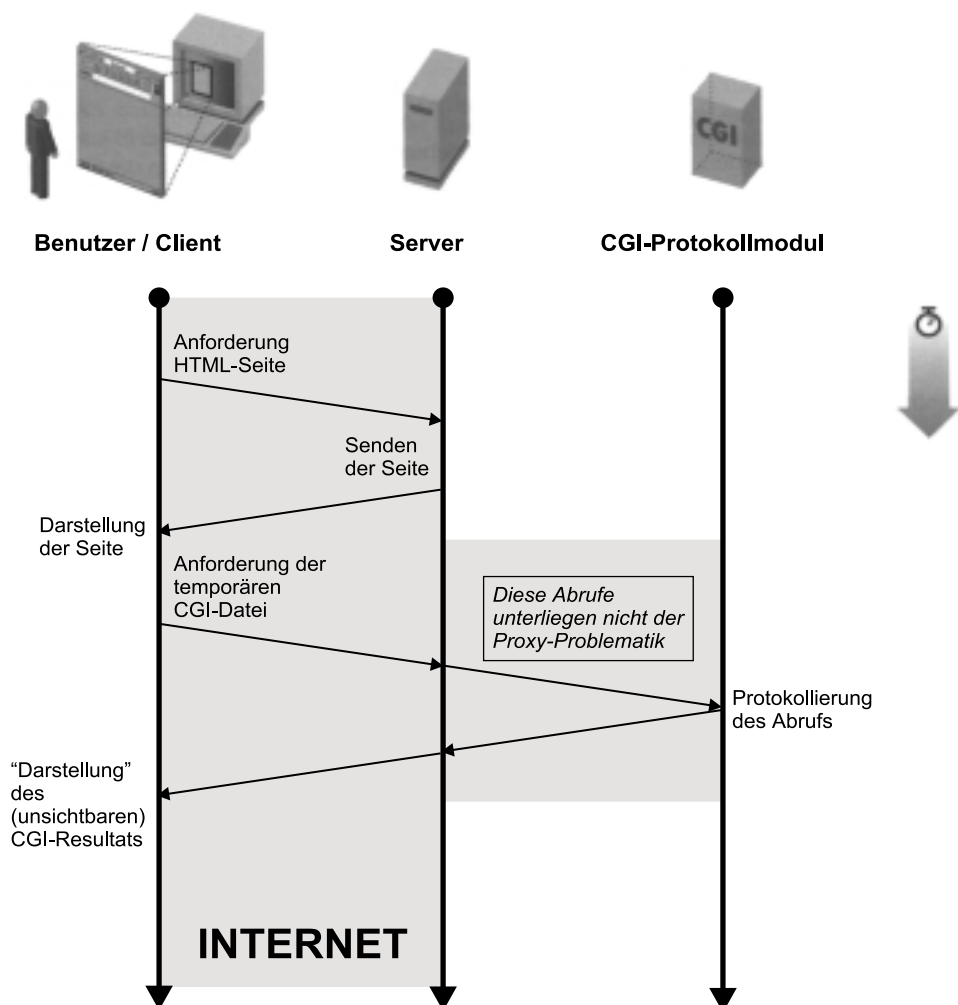 CGI
Benutzer / Client
Server
CGI-Protokollmodul
Anforderung
HTML-Seite
Senden
der Seite
Darstellung
der Seite
Anforderung der
temporären
CGI-Datei
Diese Abrufe
unterliegen nicht der
Proxy-Problematik
Protokollierung
des Abrufs
“Darstellung”
des
(unsichtbaren)
CGI-Resultats
INTERNET